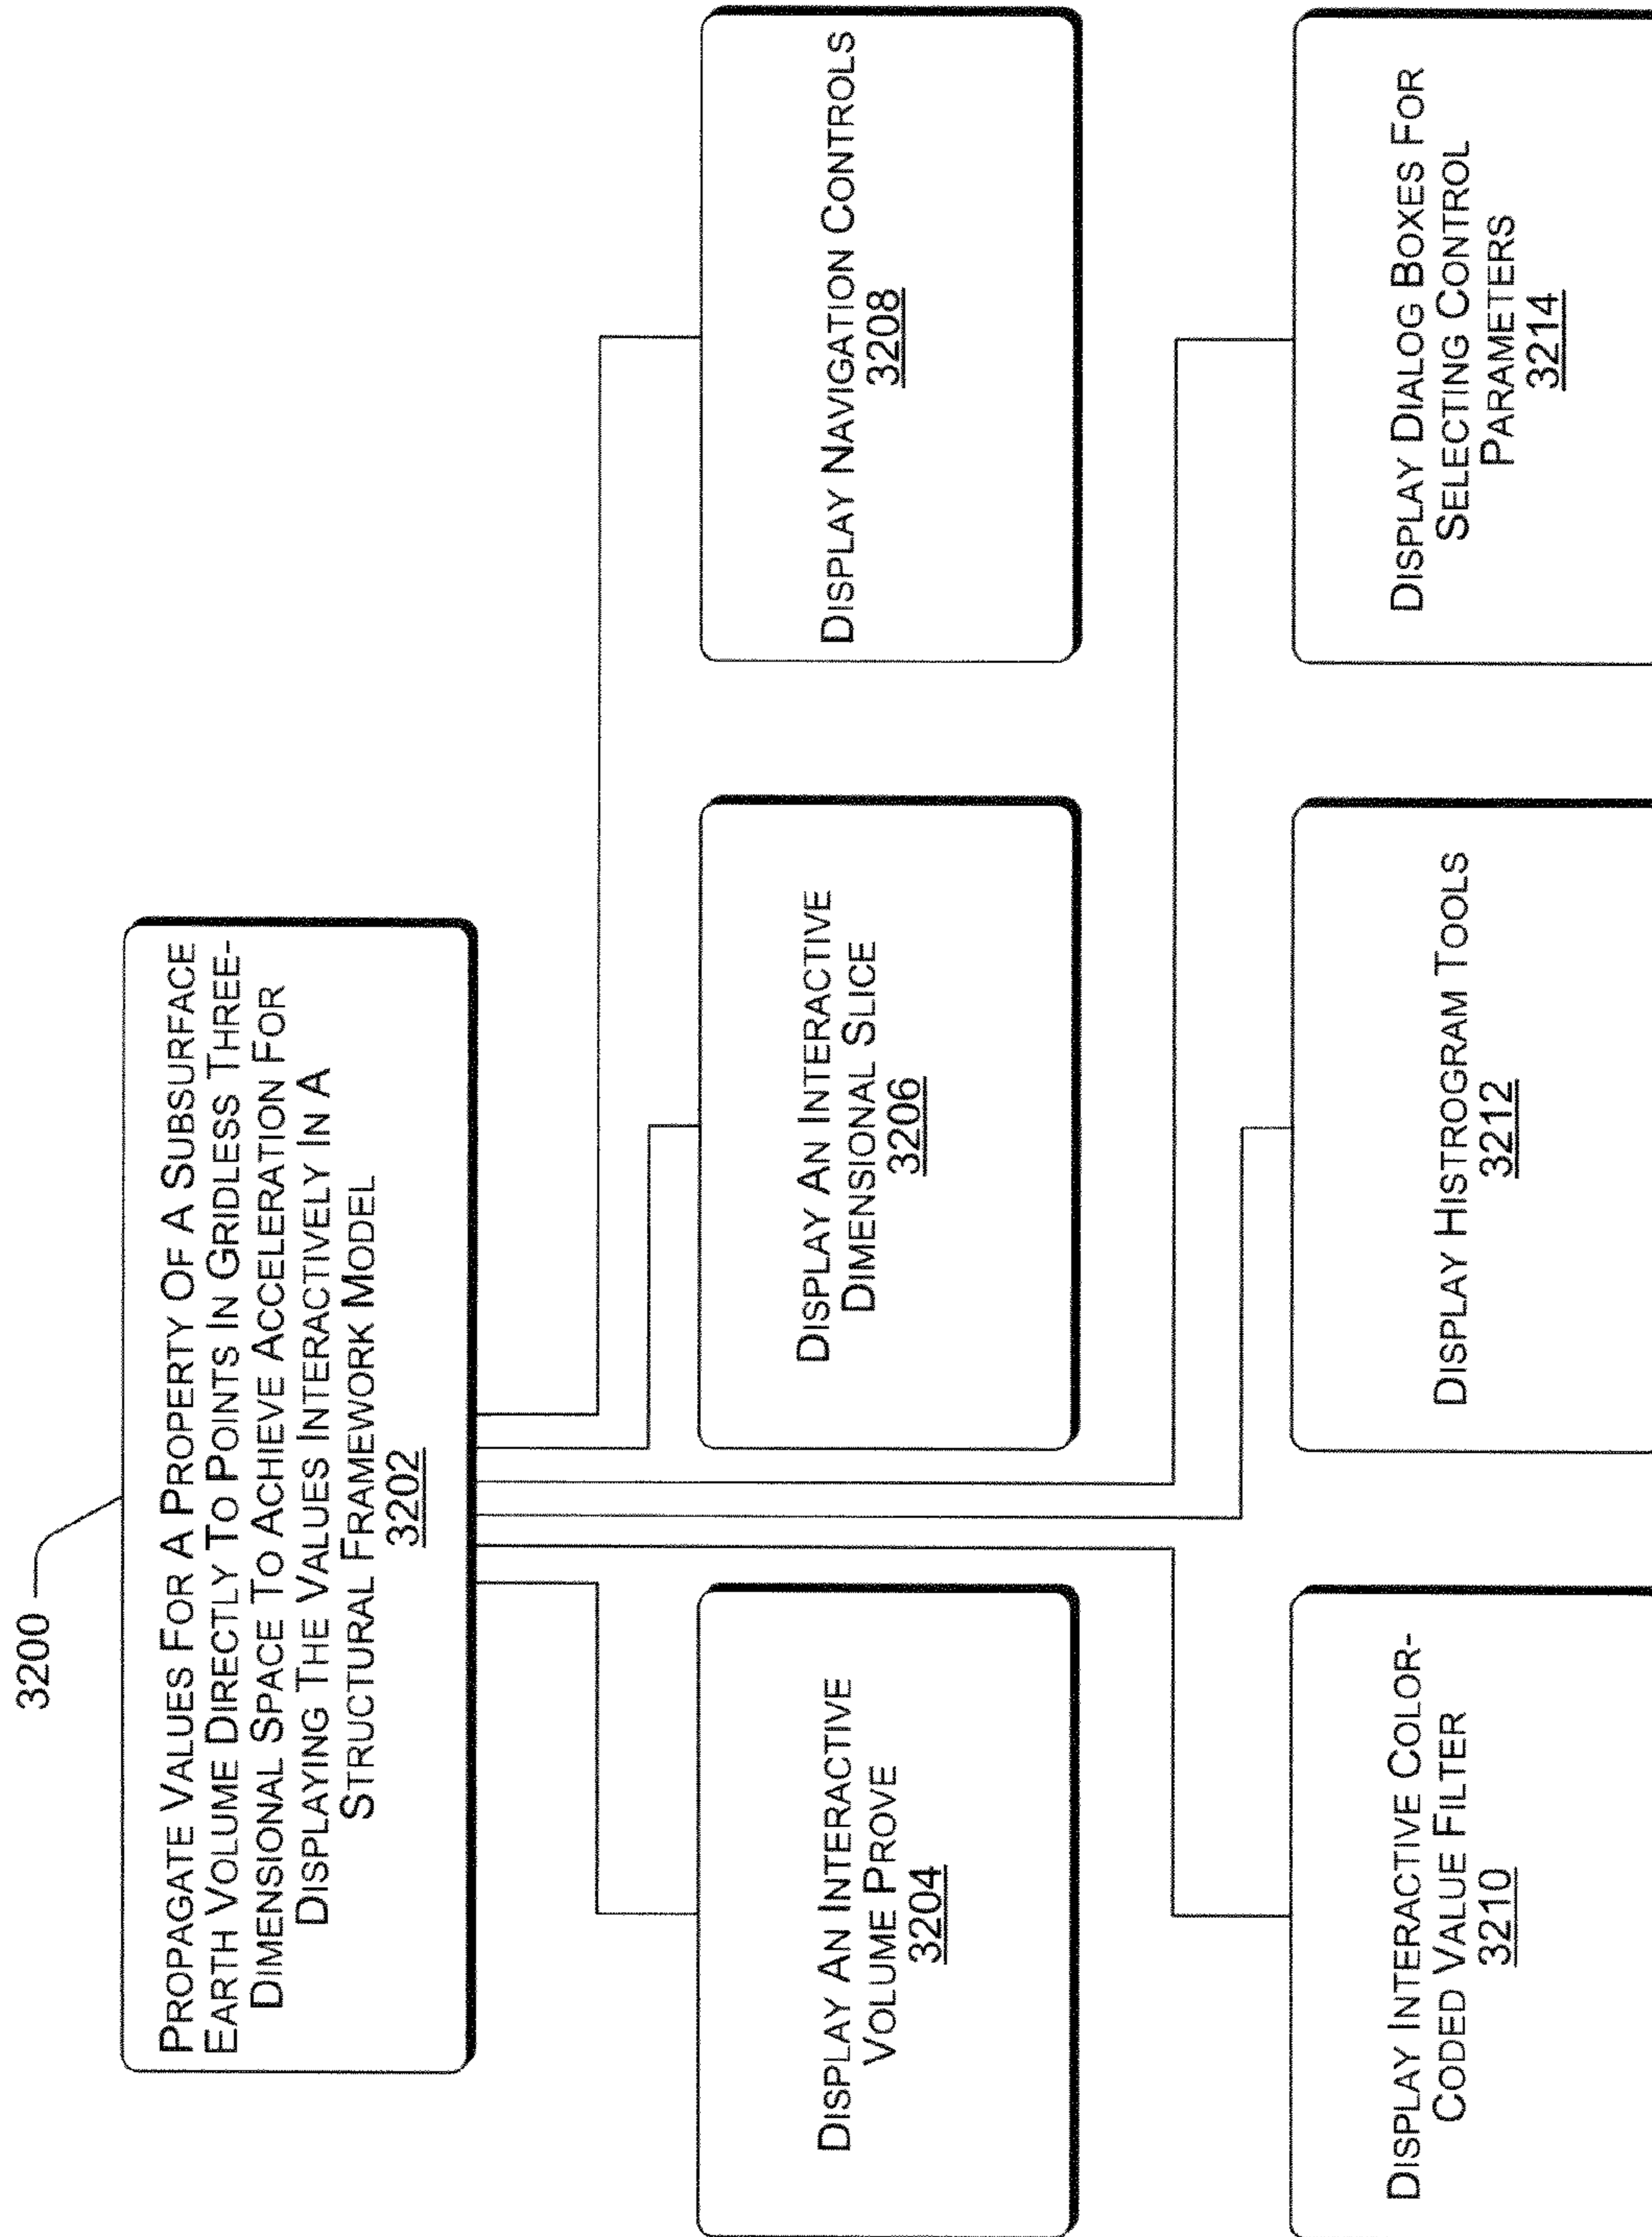 3200
PROPAGATE VALUES FOR A PROPERTY OF A SUBSURFACE
EARTH VOLUME DIRECTLY TO POINTS IN GRIDLESS THREE-
DIMENSIONAL SPACE TO ACHIEVE ACCELERATION FOR
DISPLAYING THE VALUES INTERACTIVELY IN A
STRUCTURAL FRAMEWORK MODEL
3202
DISPLAY AN INTERACTIVE
VOLUME PROVE
3204
DISPLAY AN INTERACTIVE
DIMENSIONAL SLICE
3206
DISPLAY NAVIGATION CONTROLS
3208
DISPLAY INTERACTIVE COLOR-
CODED VALUE FILTER
3210
DISPLAY HISTROGRAM TOOLS
3212
DISPLAY DIALOG BOXES FOR
SELECTING CONTROL
PARAMETERS
3214